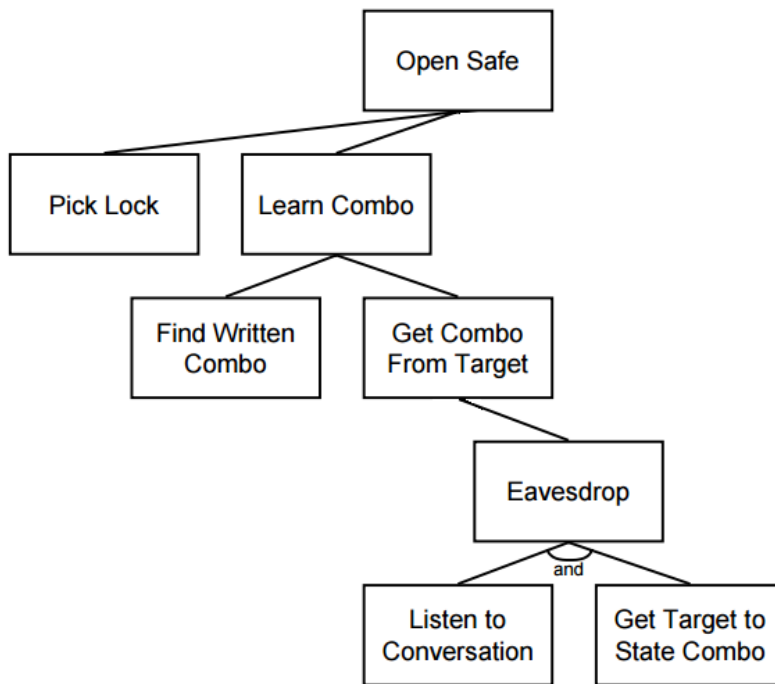 Open Safe
Pick Lock
Learn Combo
Find Written
Combo
Get Combo
From Target
Eavesdrop
and
Listen to
Conversation
Get Target to
State Combo